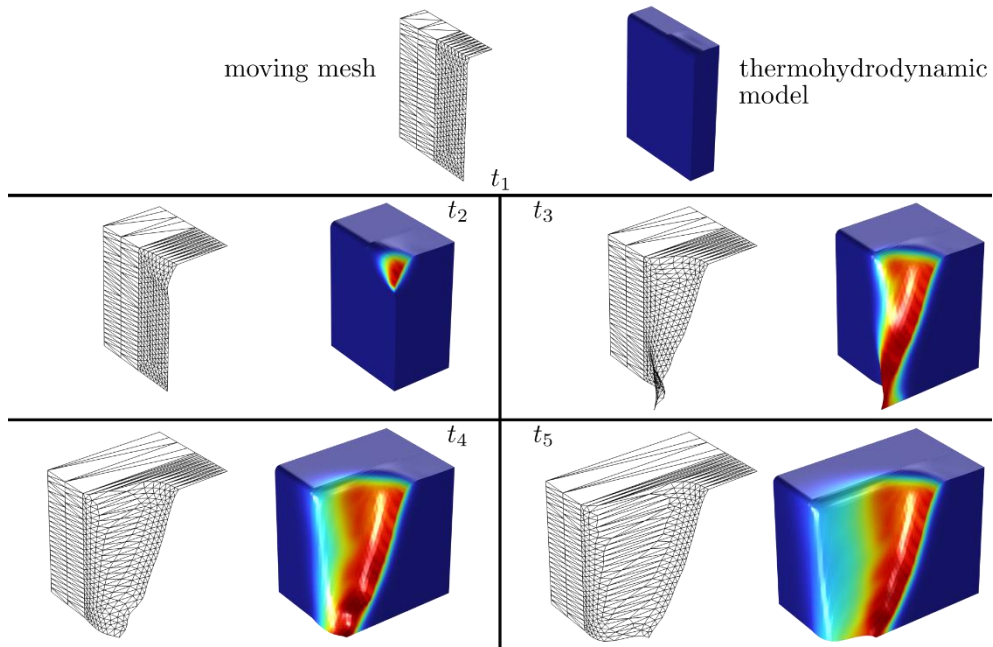 moving mesh
thermohydrodynamic
model
t₁
t₂
t₃
t₄
t₅